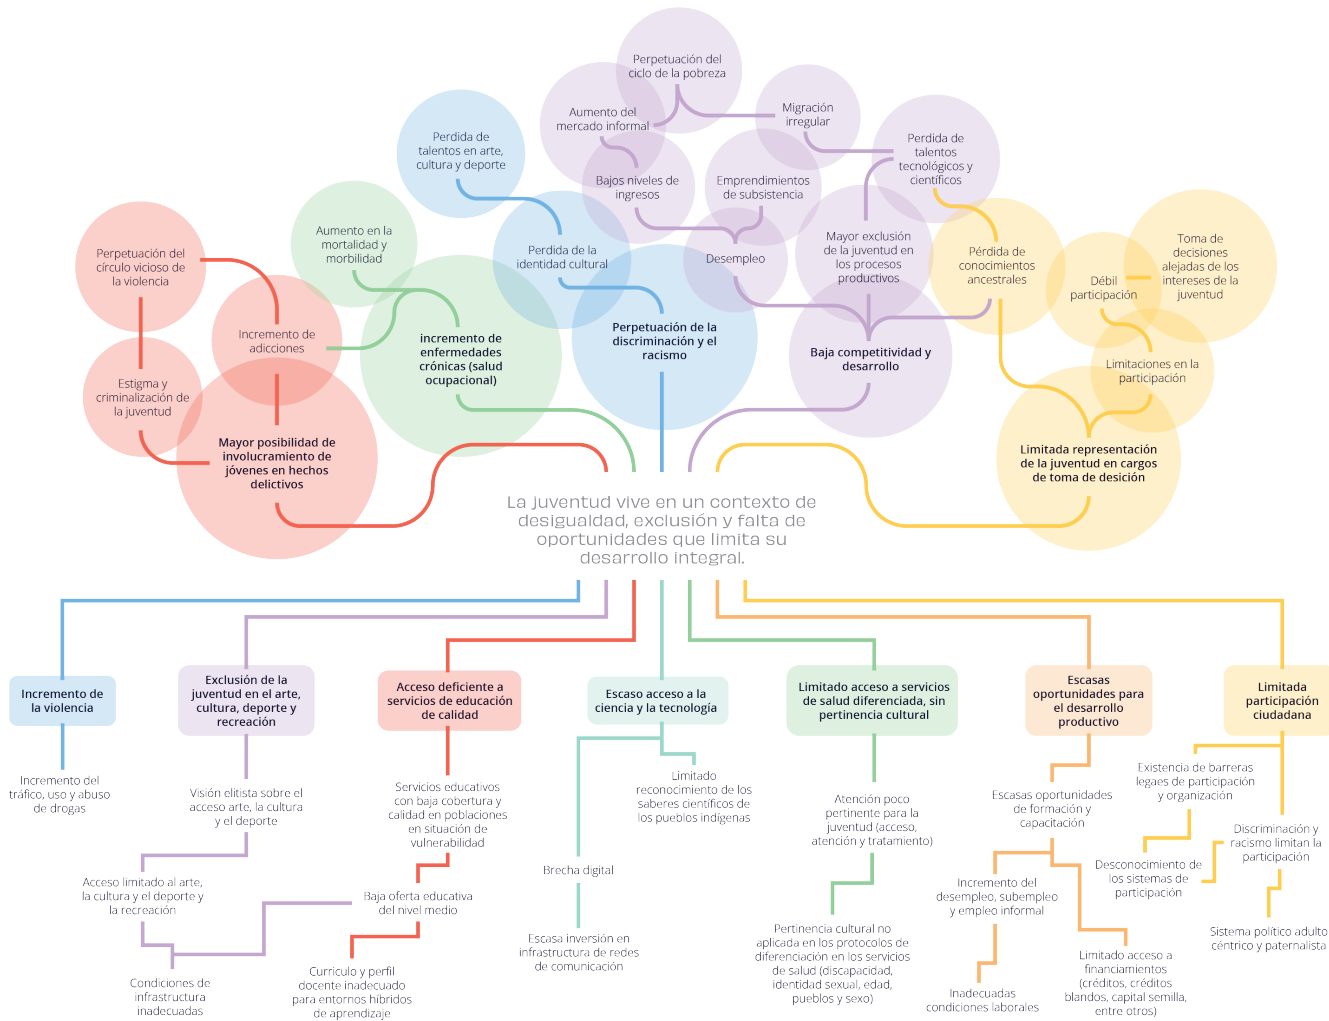 Perpetuación del
ciclo de la pobreza
Aumento del
mercado informal
Migración
irregular
Perdida de
talentos en arte,
cultura y deporte
Perdida de
talentos
tecnológicos y
científicos
Bajos niveles de
ingresos
Emprendimientos
de subsistencia
Aumento en la
mortalidad y
morbilidad
Perpetuación del
círculo vicioso de
la violencia
Perdida de la
identidad cultural
Desempleo
Mayor exclusión
de la juventud en
los procesos
productivos
Pérdida de
conocimientos
ancestrales
Débil
participación
Toma de
decisiones
alejadas de los
intereses de la
juventud
Incremento de
adicciones
incremento de
enfermedades
crónicas (salud
ocupacional)
Perpetuación de la
discriminación y el
racismo
Baja competitividad y
desarrollo
Limitaciones en la
participación
Estigma y
criminalización de
la juventud
Mayor posibilidad de
involucramiento de
jóvenes en hechos
delictivos
Limitada representación
de la juventud en cargos
de toma de desición
La juventud vive en un contexto de
desigualdad, exclusión y falta de
oportunidades que limita su
desarrollo integral.
Incremento de
la violencia
Exclusión de la
juventud en el arte,
cultura, deporte y
recreación
Acceso deficiente a
servicios de educación
de calidad
Escaso acceso a la
ciencia y la tecnología
Limitado acceso a servicios
de salud diferenciada, sin
pertinencia cultural
Escasas
oportunidades para
el desarrollo
productivo
Limitada
participación
ciudadana
Incremento del
tráfico, uso y abuso
de drogas
Visión elitista sobre el
acceso arte, la cultura
y el deporte
Servicios educativos
con baja cobertura y
calidad en poblaciones
en situación de
vulnerabilidad
Limitado
reconocimiento de los
saberes científicos de
los pueblos indígenas
Atención poco
pertinente para la
juventud (acceso,
atención y tratamiento)
Escasas oportunidades
de formación y
capacitación
Existencia de barreras
legaes de participación
y organización
Discriminación y
racismo limitan la
participación
Acceso limitado al arte,
la cultura y el deporte y
la recreación
Baja oferta educativa
del nivel medio
Brecha digital
Incremento del
desempleo, subempleo
y empleo informal
Desconocimiento de
los sistemas de
participación
Escasa inversión en
infrastructura de redes
de comunicación
Pertinencia cultural no
aplicada en los protocolos de
diferenciación en los servicios
de salud (discapacidad,
identidad sexual, edad,
pueblos y sexo)
Sistema político adulto
céntrico y paternalista
Condiciones de
infrastructura
inadecuadas
Curriculo y perfil
docente inadecuado
para entornos híbridos
de aprendizaje
Inadecuadas
condiciones laborales
Limitado acceso a
financiamientos
(créditos, créditos
blandos, capital semilla,
entre otros)